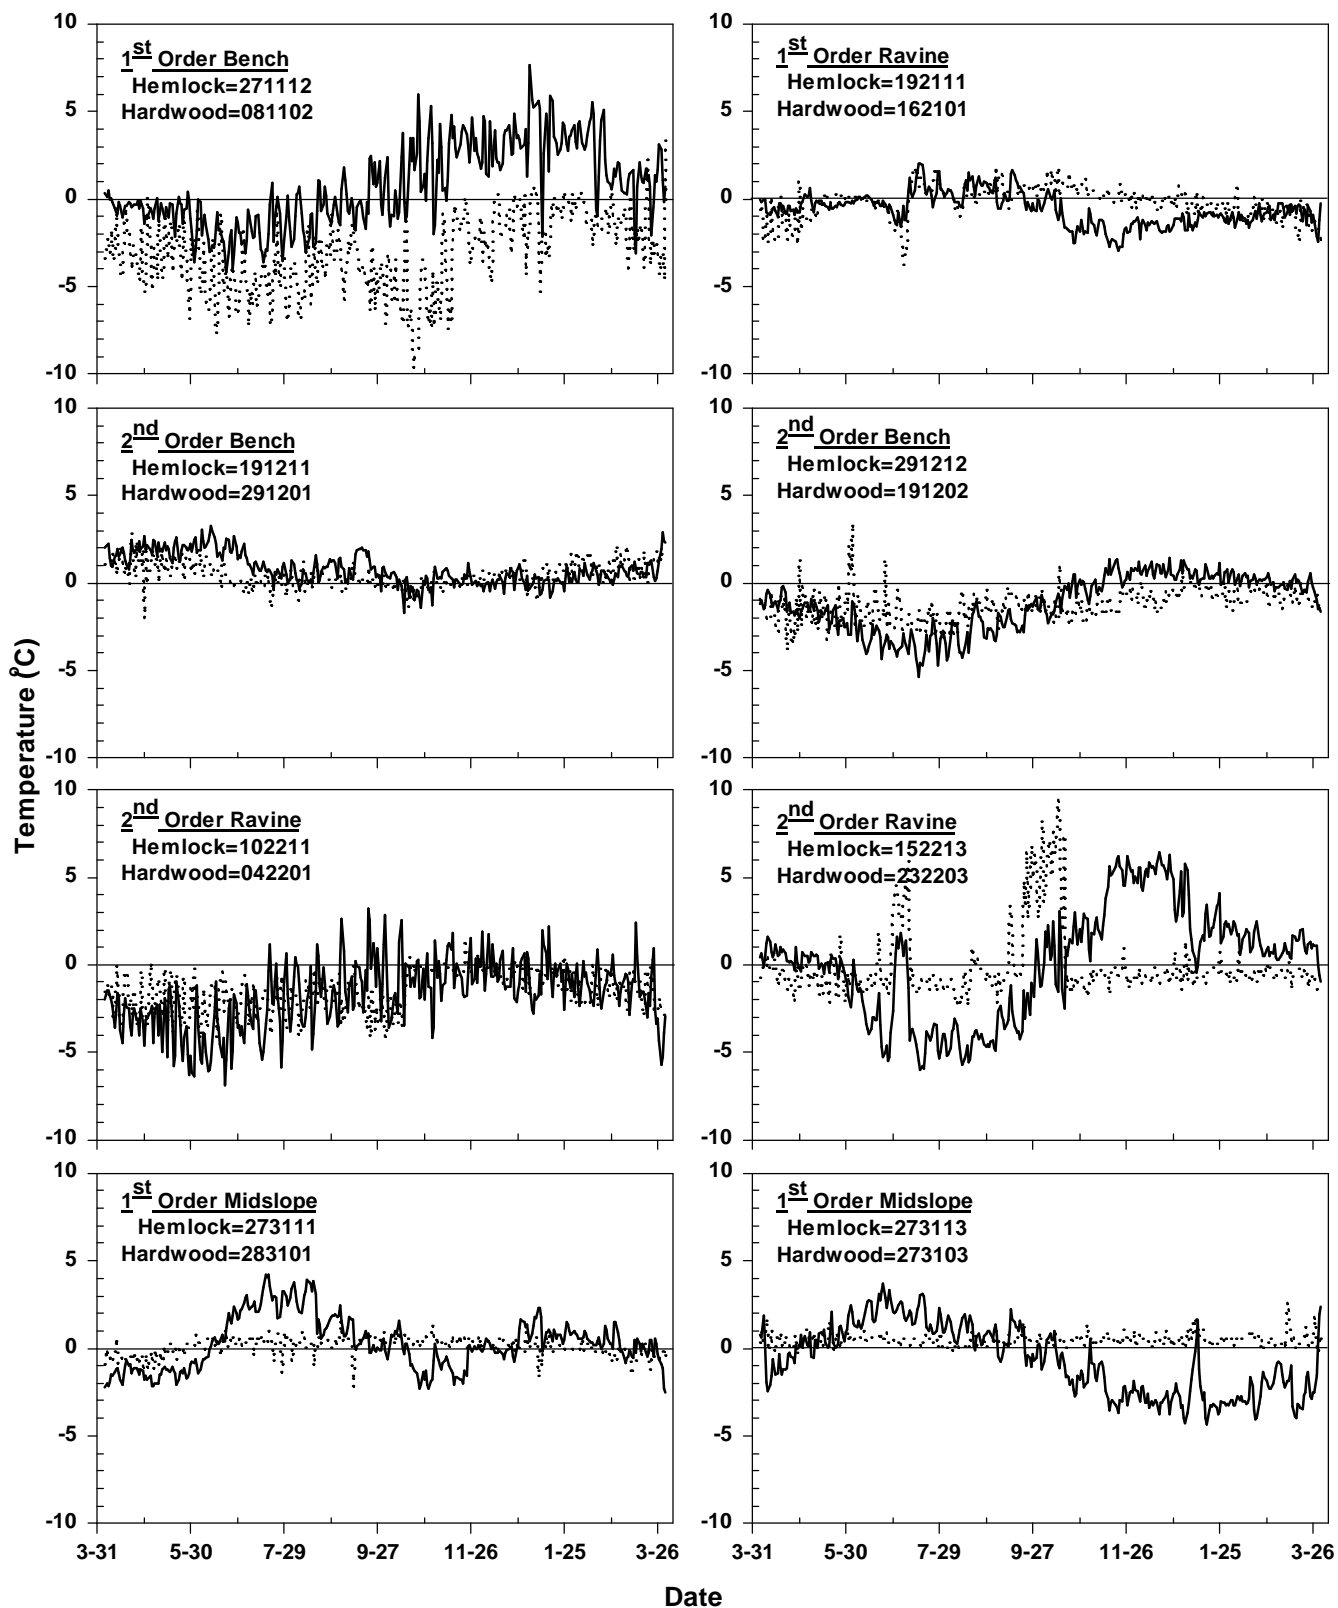 10
5
0
-5
-10
1st Order Bench
Hemlock=271112
Hardwood=081102
10
5
0
-5
-10
1st Order Ravine
Hemlock=192111
Hardwood=162101
10
5
0
-5
-10
2nd Order Bench
Hemlock=191211
Hardwood=291201
10
5
0
-5
-10
2nd Order Bench
Hemlock=291212
Hardwood=191202
Temperature (°C)
10
5
0
-5
-10
2nd Order Ravine
Hemlock=102211
Hardwood=042201
10
5
0
-5
-10
2nd Order Ravine
Hemlock=152213
Hardwood=232203
10
5
0
-5
-10
1st Order Midslope
Hemlock=273111
Hardwood=283101
3-31 5-30 7-29 9-27 11-26 1-25 3-26
10
5
0
-5
-10
1st Order Midslope
Hemlock=273113
Hardwood=273103
3-31 5-30 7-29 9-27 11-26 1-25 3-26
Date